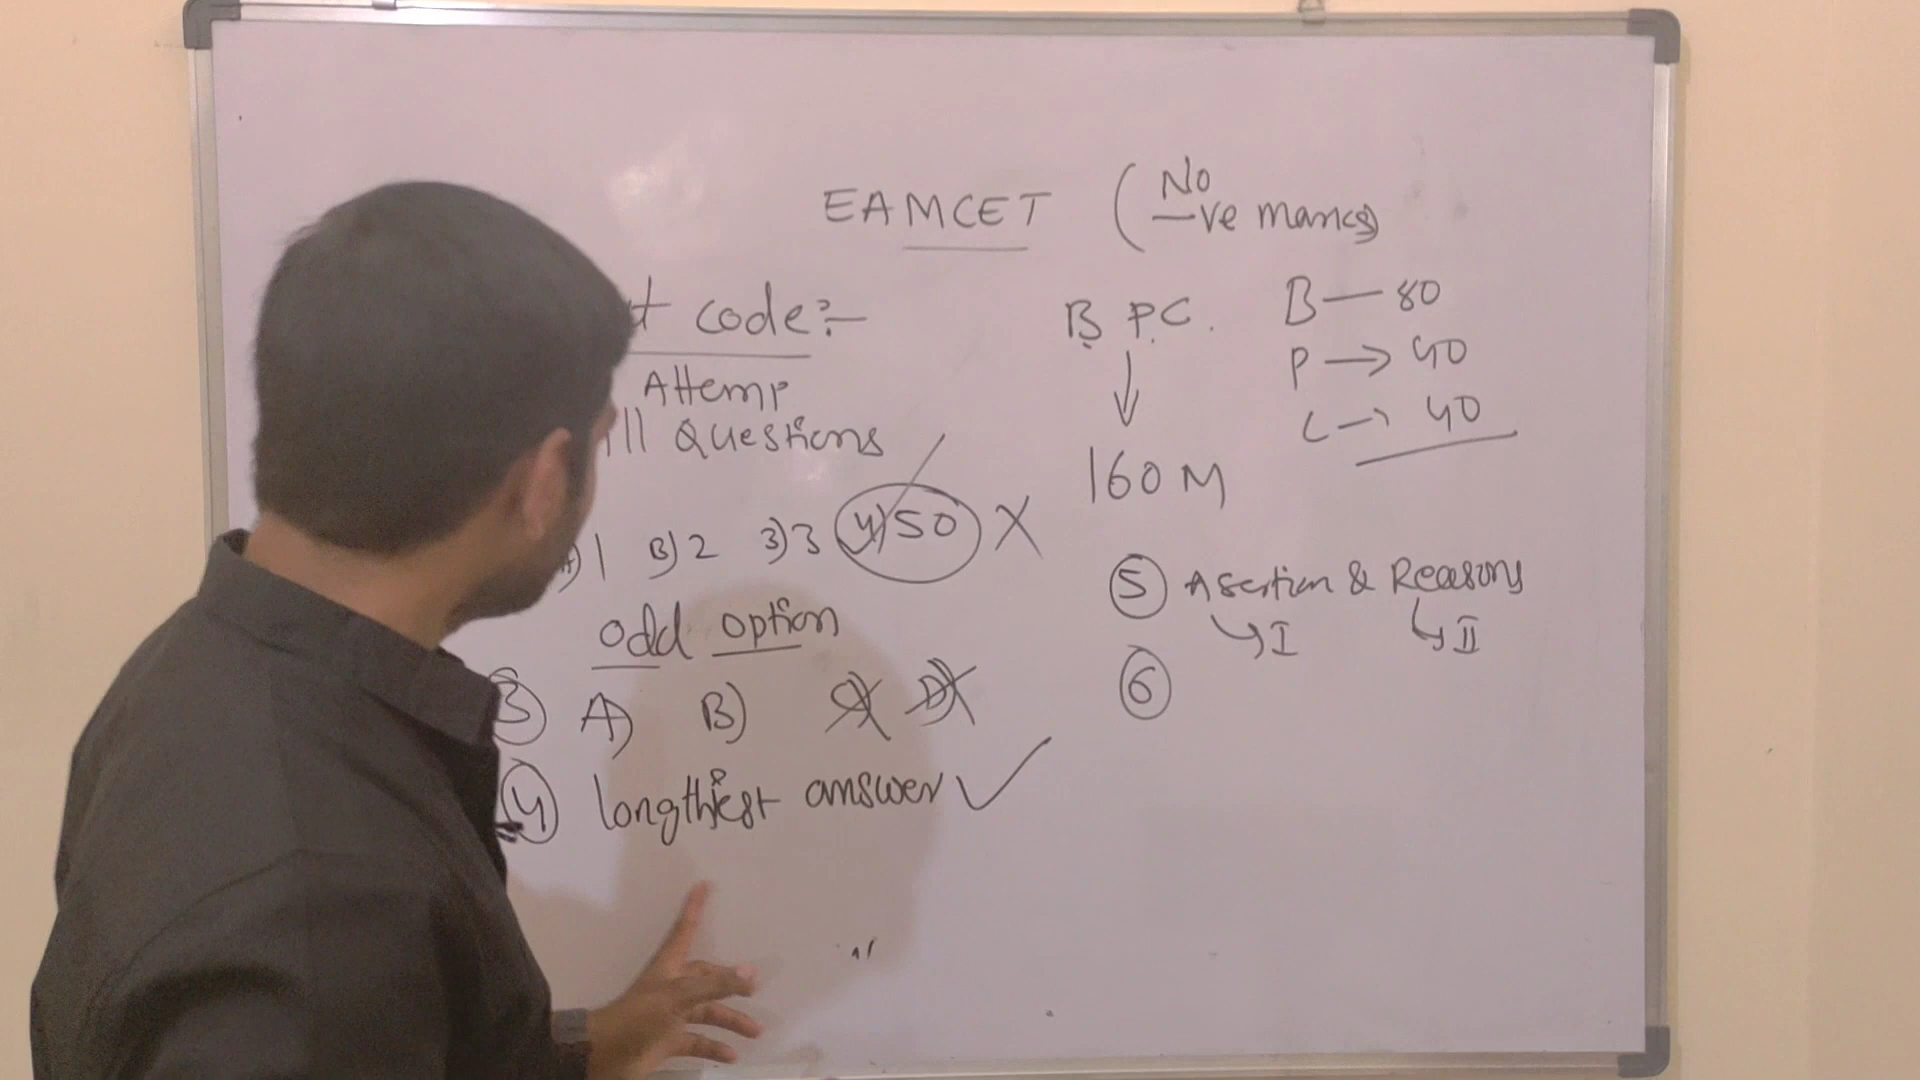 EAMCET (No
-ve marks)
code:-
Attemp
Questions
1 B) 2 3) 3 4) 50 X
odd option
3 A) B) C) D)
4 longthiest answer ✓
B P.C.
160 M
B — 80
P → 40
C → 40
5 Asertion & Reasons
↳ I ↳ II
6